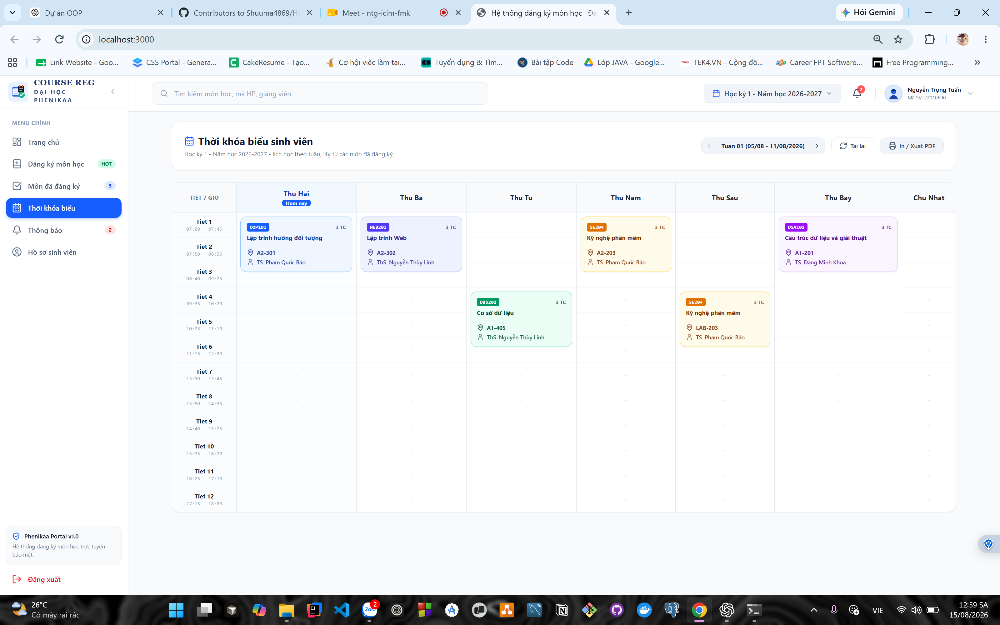 Dự án OOP
Contributors to Shuuma4869/He
Meet - ntg-icim-fmk
Hệ thống đăng ký môn học | Đạ
Hỏi Gemini
localhost:3000
Link Website - Goo...
CSS Portal - Genera...
CakeResume - Tạo...
Cơ hội việc làm tại...
Tuyển dụng & Tìm...
Bài tập Code
Lớp JAVA - Google...
TEK4.VN - Cộng đồ...
Career FPT Software...
Free Programming...
COURSE REG
ĐẠI HỌC
PHENIKAA
Tìm kiếm môn học, mã HP, giảng viên...
Học kỳ 1 - Năm học 2026-2027
2
Nguyễn Trọng Tuấn
Mã SV: 23010690
MENU CHÍNH
Trang chủ
Đăng ký môn học HOT
Môn đã đăng ký 5
Thời khóa biểu
Thông báo 2
Hồ sơ sinh viên
Thời khóa biểu sinh viên
Học kỳ 1 - Năm học 2026-2027 - lịch học theo tuần, lấy từ các môn đã đăng ký.
Tuan 01 (05/08 - 11/08/2026)
Tai lai
In / Xuat PDF
TIET / GIO
Thu Hai
Hom nay
Thu Ba
Thu Tu
Thu Nam
Thu Sau
Thu Bay
Chu Nhat
Tiet 1
07:00 - 07:45
Tiet 2
07:50 - 08:35
Tiet 3
08:40 - 09:25
Tiet 4
09:35 - 10:20
Tiet 5
10:25 - 11:10
Tiet 6
11:15 - 12:00
Tiet 7
13:00 - 13:45
Tiet 8
13:50 - 14:35
Tiet 9
14:40 - 15:25
Tiet 10
15:35 - 16:20
Tiet 11
16:25 - 17:10
Tiet 12
17:15 - 18:00
OOP101 3 TC
Lập trình hướng đối tượng
A2-301
TS. Phạm Quốc Bảo
WEB201 3 TC
Lập trình Web
A2-302
ThS. Nguyễn Thùy Linh
DBS202 3 TC
Cơ sở dữ liệu
A1-405
ThS. Nguyễn Thùy Linh
SE204 3 TC
Kỹ nghệ phần mềm
A2-203
TS. Phạm Quốc Bảo
SE204 3 TC
Kỹ nghệ phần mềm
LAB-203
TS. Phạm Quốc Bảo
DSA102 3 TC
Cấu trúc dữ liệu và giải thuật
A1-201
TS. Đặng Minh Khoa
Phenikaa Portal v1.0
Hệ thống đăng ký môn học trực tuyến
bảo mật.
Đăng xuất
26°C
Có mây rải rác
Zalo
2
VIE
12:59 SA
15/08/2026